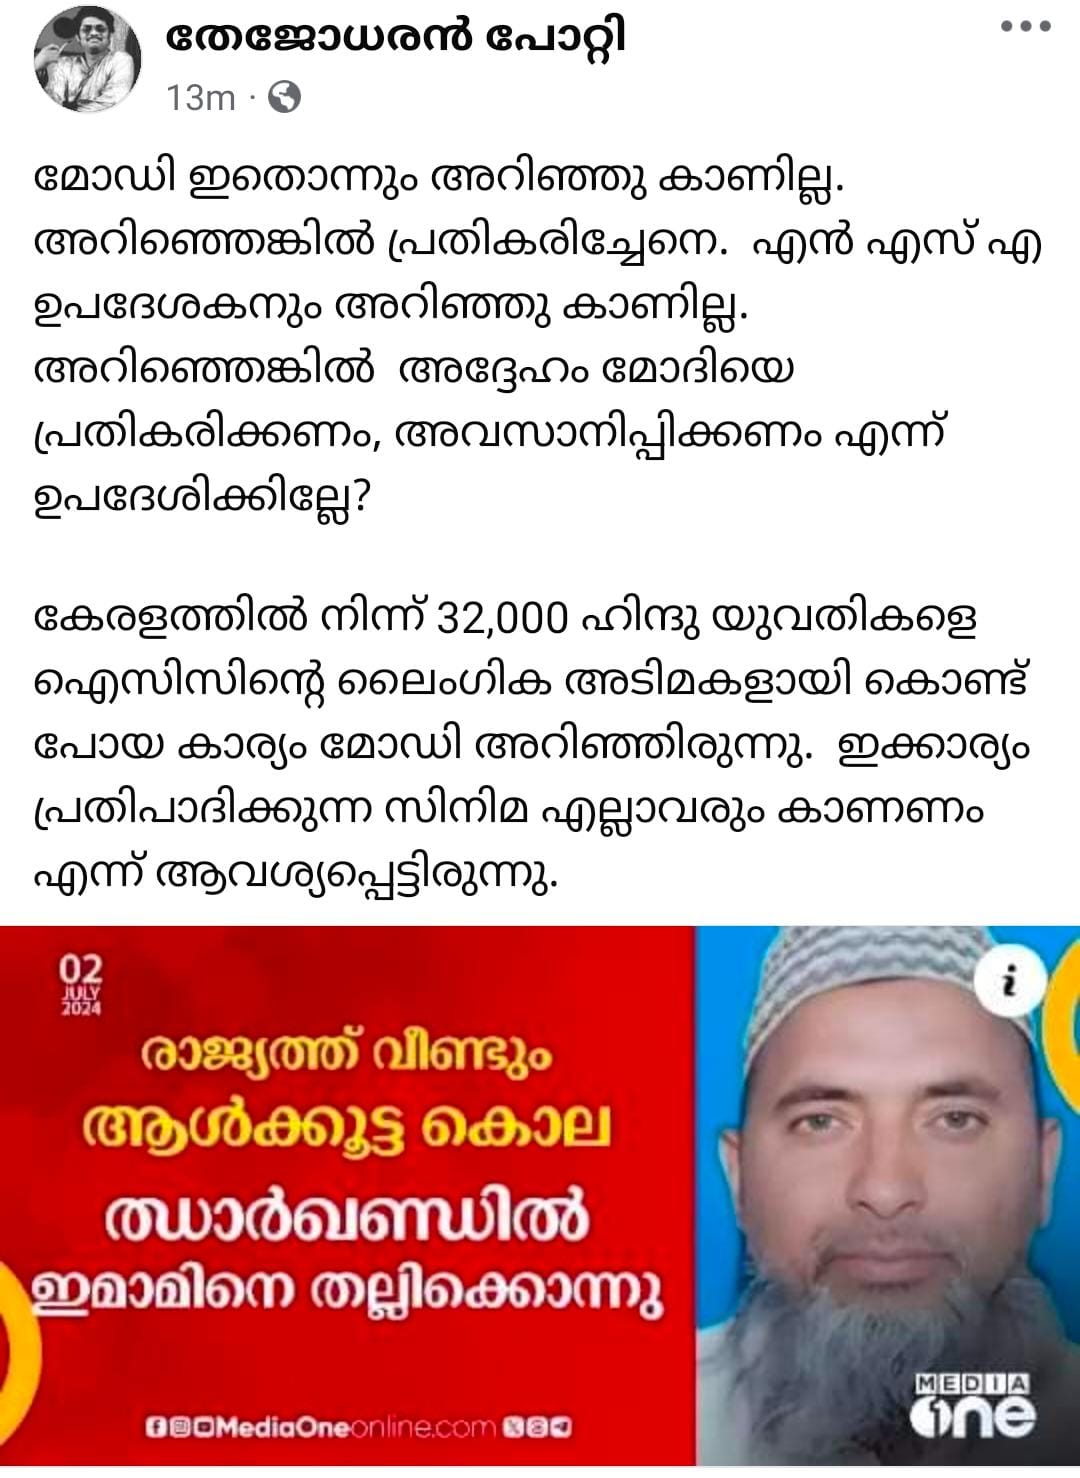 തേജോധരൻ പോറ്റി
13m ·
മോഡി ഇതൊന്നും അറിഞ്ഞു കാണില്ല.
അറിഞ്ഞെങ്കിൽ പ്രതികരിച്ചേനെ. എൻ എസ് എ
ഉപദേശകനും അറിഞ്ഞു കാണില്ല.
അറിഞ്ഞെങ്കിൽ അദ്ദേഹം മോദിയെ
പ്രതികരിക്കണം, അവസാനിപ്പിക്കണം എന്ന്
ഉപദേശിക്കില്ലേ?
കേരളത്തിൽ നിന്ന് 32,000 ഹിന്ദു യുവതികളെ
ഐസിസിന്റെ ലൈംഗിക അടിമകളായി കൊണ്ട്
പോയ കാര്യം മോഡി അറിഞ്ഞിരുന്നു. ഇക്കാര്യം
പ്രതിപാദിക്കുന്ന സിനിമ എല്ലാവരും കാണണം
എന്ന് ആവശ്യപ്പെട്ടിരുന്നു.
02
JULY
2024
രാജ്യത്ത് വീണ്ടും
ആൾക്കൂട്ട കൊല
ഝാർഖണ്ഡിൽ
ഇമാമിനെ തല്ലിക്കൊന്നു
MediaOneonline.com
MEDIA
one